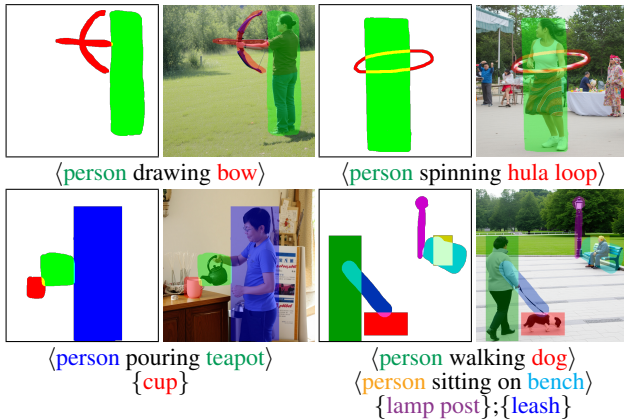 ⟨person drawing bow⟩
⟨person spinning hula loop⟩
⟨person pouring teapot⟩
{cup}
⟨person walking dog⟩
⟨person sitting on bench⟩
{lamp post};{leash}